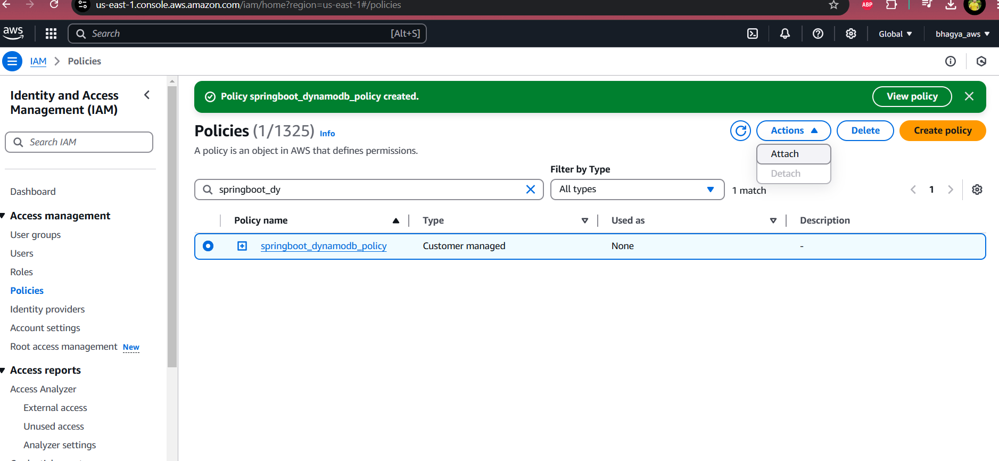 us-east-1.console.aws.amazon.com/iam/home?region=us-east-1#/policies
ABP
aws
Search
[Alt+S]
Global
bhagya_aws
IAM
Policies
Identity and Access
Management (IAM)
Search IAM
Dashboard
Access management
User groups
Users
Roles
Policies
Identity providers
Account settings
Root access management New
Access reports
Access Analyzer
External access
Unused access
Analyzer settings
Policy springboot_dynamodb_policy created.
View policy
Policies (1/1325) Info
Actions
Delete
Create policy
A policy is an object in AWS that defines permissions.
Attach
Detach
Filter by Type
springboot_dy
All types
1 match
1
Policy name
Type
Used as
Description
springboot_dynamodb_policy
Customer managed
None
-